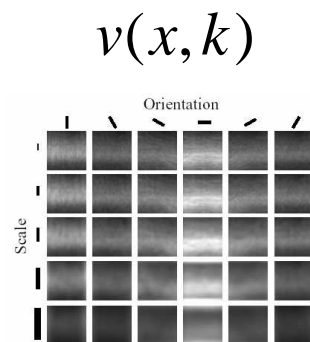 v(x, k)
Orientation
Scale